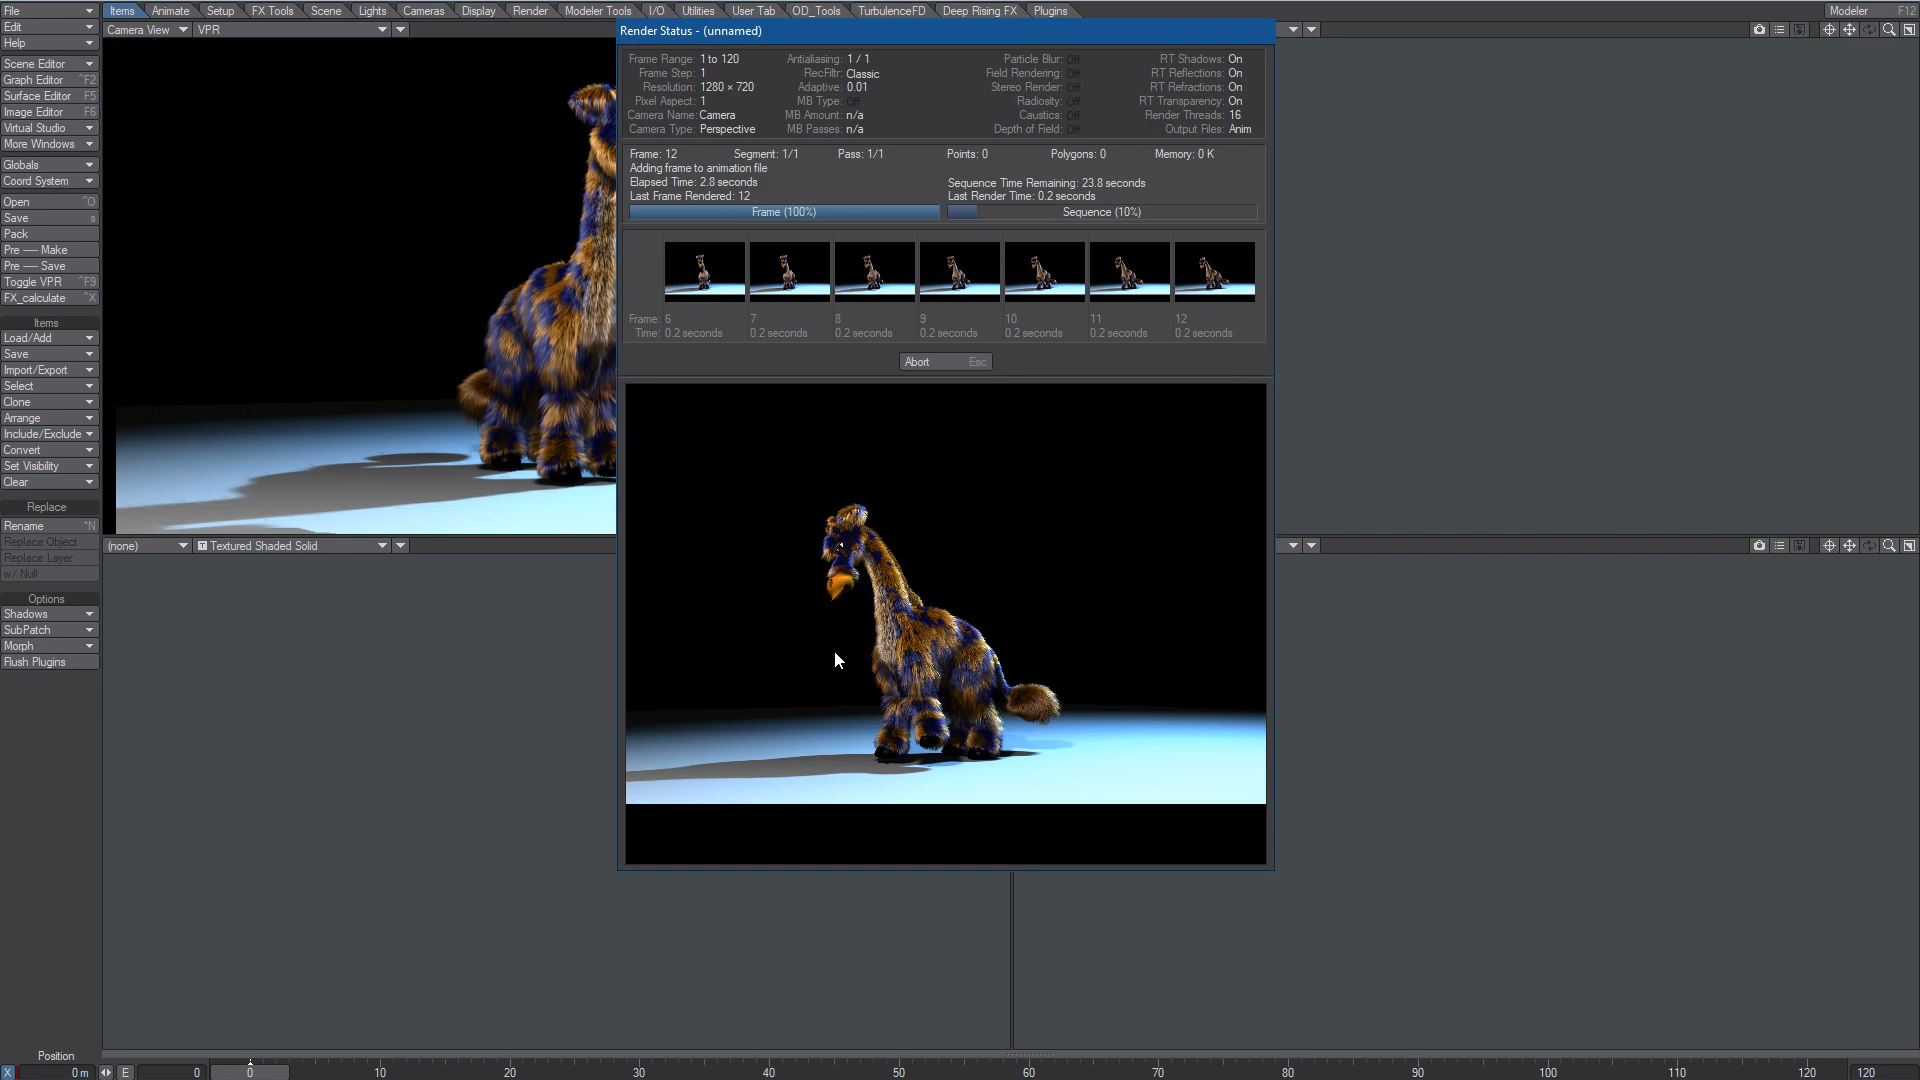 File Items Animate Setup FX Tools Scene Lights Cameras Display Render Modeler Tools I/O Utilities User Tab OD_Tools TurbulenceFD Deep Rising FX Plugins Modeler F12
Edit
Help
Camera View VPR
Render Status - (unnamed)
Scene Editor
Graph Editor ^F2
Surface Editor F5
Image Editor F6
Virtual Studio
More Windows
Globals
Coord System
Open ^O
Save s
Pack
Pre ---- Make
Pre ---- Save
Toggle VPR ^F9
FX_calculate ^X
Items
Load/Add
Save
Import/Export
Select
Clone
Arrange
Include/Exclude
Convert
Set Visibility
Clear
Replace
Rename ^N
Replace Object
Replace Layer
w/ Null
Options
Shadows
SubPatch
Morph
Flush Plugins
Frame Range: 1 to 120 Antialiasing: 1 / 1 Particle Blur: Off RT Shadows: On
Frame Step: 1 RecFiltr: Classic Field Rendering: Off RT Reflections: On
Resolution: 1280 × 720 Adaptive: 0.01 Stereo Render: Off RT Refractions: On
Pixel Aspect: 1 MB Type: Off Radiosity: Off RT Transparency: On
Camera Name: Camera MB Amount: n/a Caustics: Off Render Threads: 16
Camera Type: Perspective MB Passes: n/a Depth of Field: Off Output Files: Anim
Frame: 12 Segment: 1/1 Pass: 1/1 Points: 0 Polygons: 0 Memory: 0 K
Adding frame to animation file
Elapsed Time: 2.8 seconds Sequence Time Remaining: 23.8 seconds
Last Frame Rendered: 12 Last Render Time: 0.2 seconds
Frame (100%) Sequence (10%)
Frame: 6 7 8 9 10 11 12
Time: 0.2 seconds 0.2 seconds 0.2 seconds 0.2 seconds 0.2 seconds 0.2 seconds 0.2 seconds
Abort Esc
(none) T Textured Shaded Solid
Position
X 0 m E 0 0 10 20 30 40 50 60 70 80 90 100 110 120 120